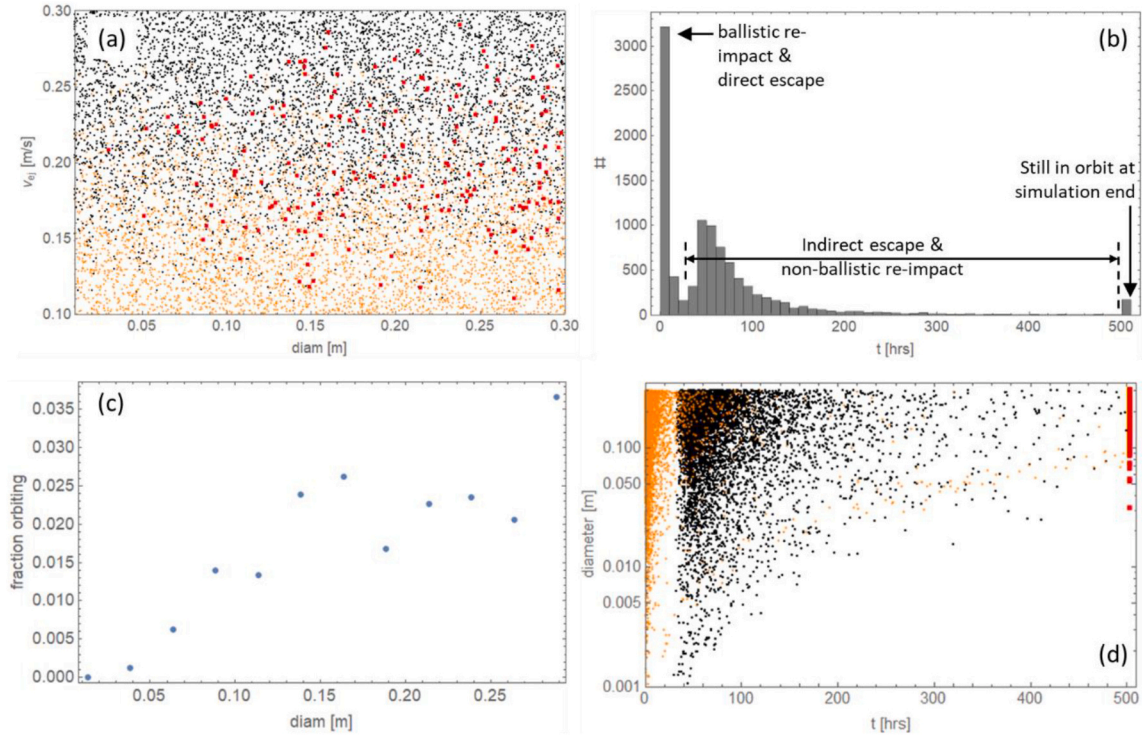 (a)
0.30
0.25
0.20
0.15
0.10
v_ej [m/s]
0.05
0.10
0.15
0.20
0.25
0.30
diam [m]
(b)
ballistic re-
impact &
direct escape
Still in orbit at
simulation end
Indirect escape &
non-ballistic re-impact
3000
2500
2000
1500
1000
500
0
#
0
100
200
300
400
500
t [hrs]
(c)
0.035
0.030
0.025
0.020
0.015
0.010
0.005
0.000
fraction orbiting
0.05
0.10
0.15
0.20
0.25
diam [m]
0.100
0.050
0.010
0.005
0.001
diameter [m]
(d)
0
100
200
300
400
500
t [hrs]